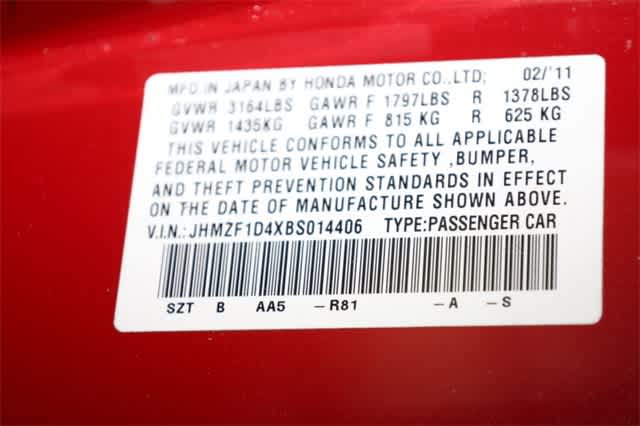 MFD.IN JAPAN BY HONDA MOTOR CO.,LTD; 02/'11
GVWR 3164LBS GAWR F 1797LBS R 1378LBS
GVWR 1435KG GAWR F 815 KG R 625 KG
THIS VEHICLE CONFORMS TO ALL APPLICABLE
FEDERAL MOTOR VEHICLE SAFETY ,BUMPER,
AND THEFT PREVENTION STANDARDS IN EFFECT
ON THE DATE OF MANUFACTURE SHOWN ABOVE.
V.I.N.: JHMZF1D4XBS014406 TYPE:PASSENGER CAR
SZT B AA5 –R81 –A –S